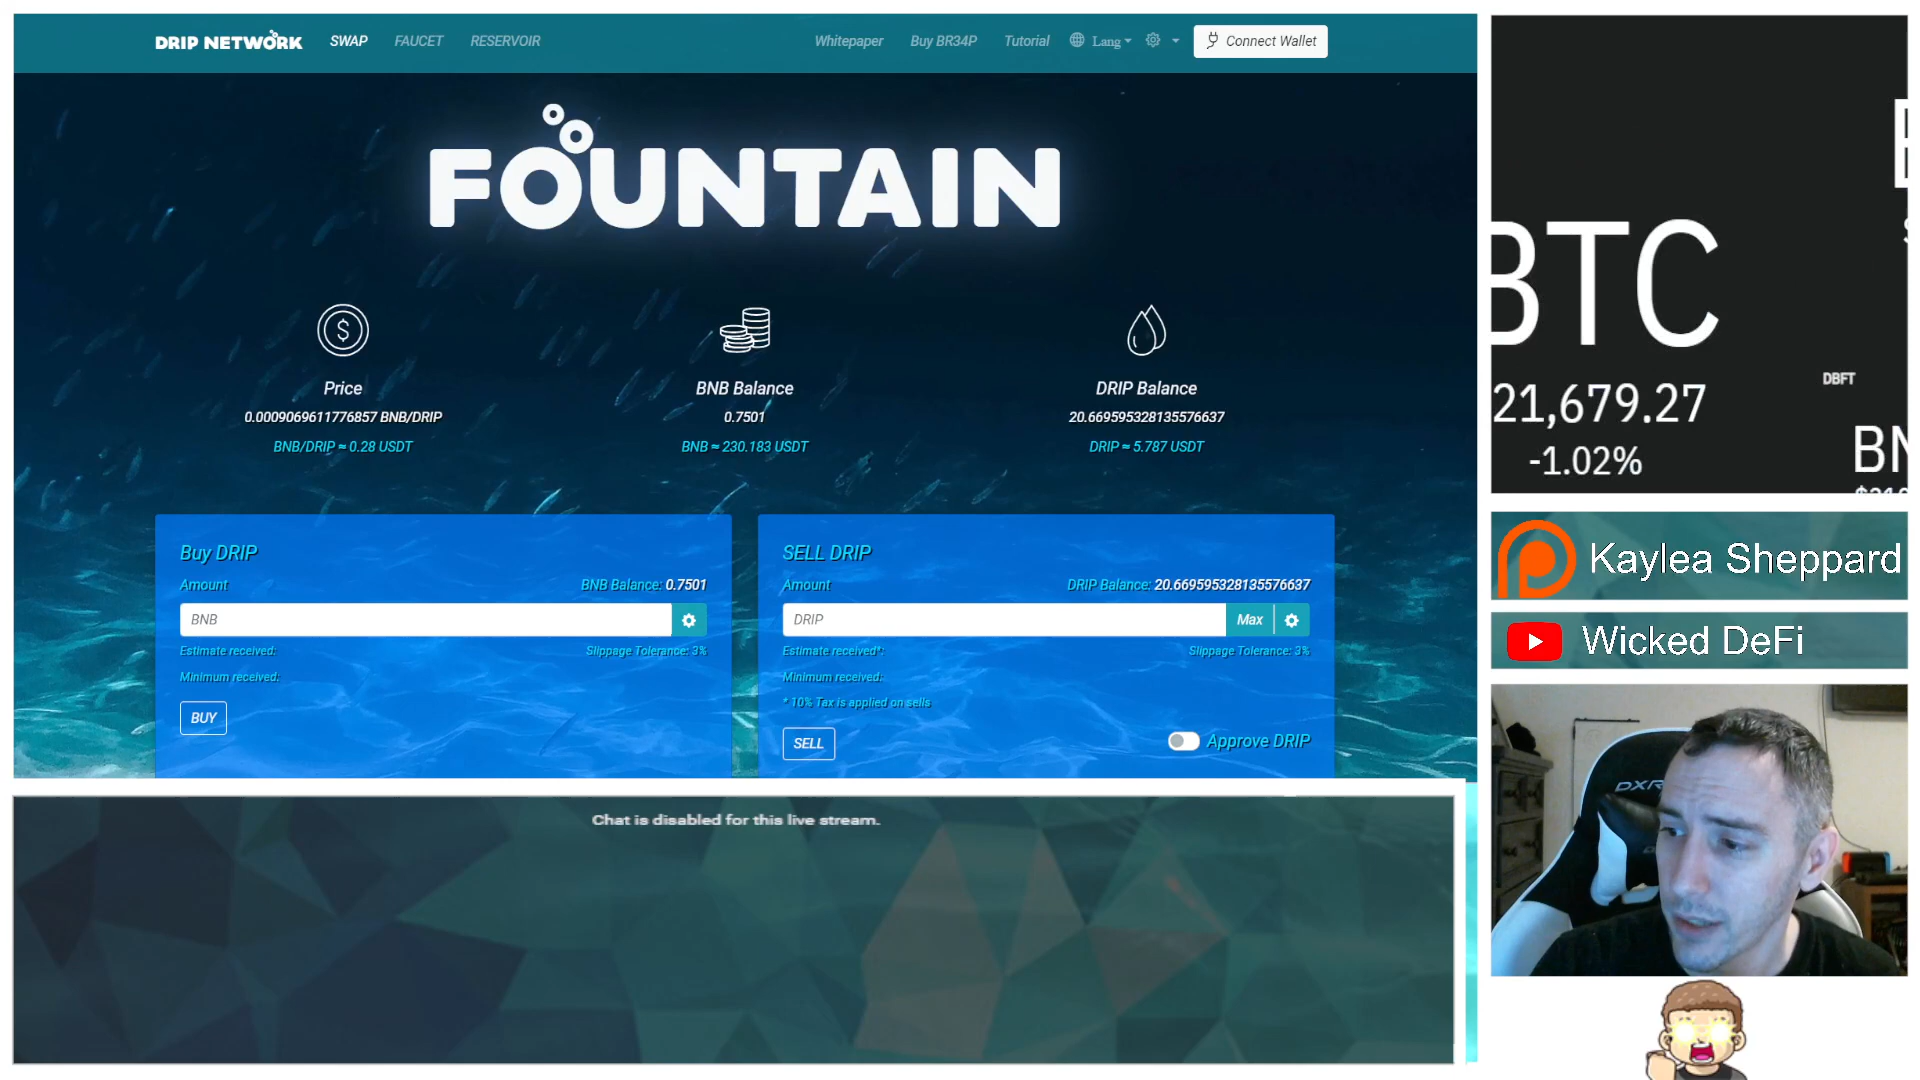 DRIP NETWORK
SWAP
FAUCET
RESERVOIR
Whitepaper
Buy BR34P
Tutorial
Lang
Connect Wallet
FOUNTAIN
Price
0.0009069611776857 BNB/DRIP
BNB/DRIP ≈ 0.28 USDT
BNB Balance
0.7501
BNB ≈ 230.183 USDT
DRIP Balance
20.669595328135576637
DRIP ≈ 5.787 USDT
Buy DRIP
Amount
BNB Balance: 0.7501
BNB
Estimate received:
Slippage Tolerance: 3%
Minimum received:
BUY
SELL DRIP
Amount
DRIP Balance: 20.669595328135576637
DRIP
Max
Estimate received*:
Slippage Tolerance: 3%
Minimum received:
* 10% Tax is applied on sells
SELL
Approve DRIP
Chat is disabled for this live stream.
BTC
21,679.27
-1.02%
DBFT
BN
Kaylea Sheppard
Wicked DeFi
DXR